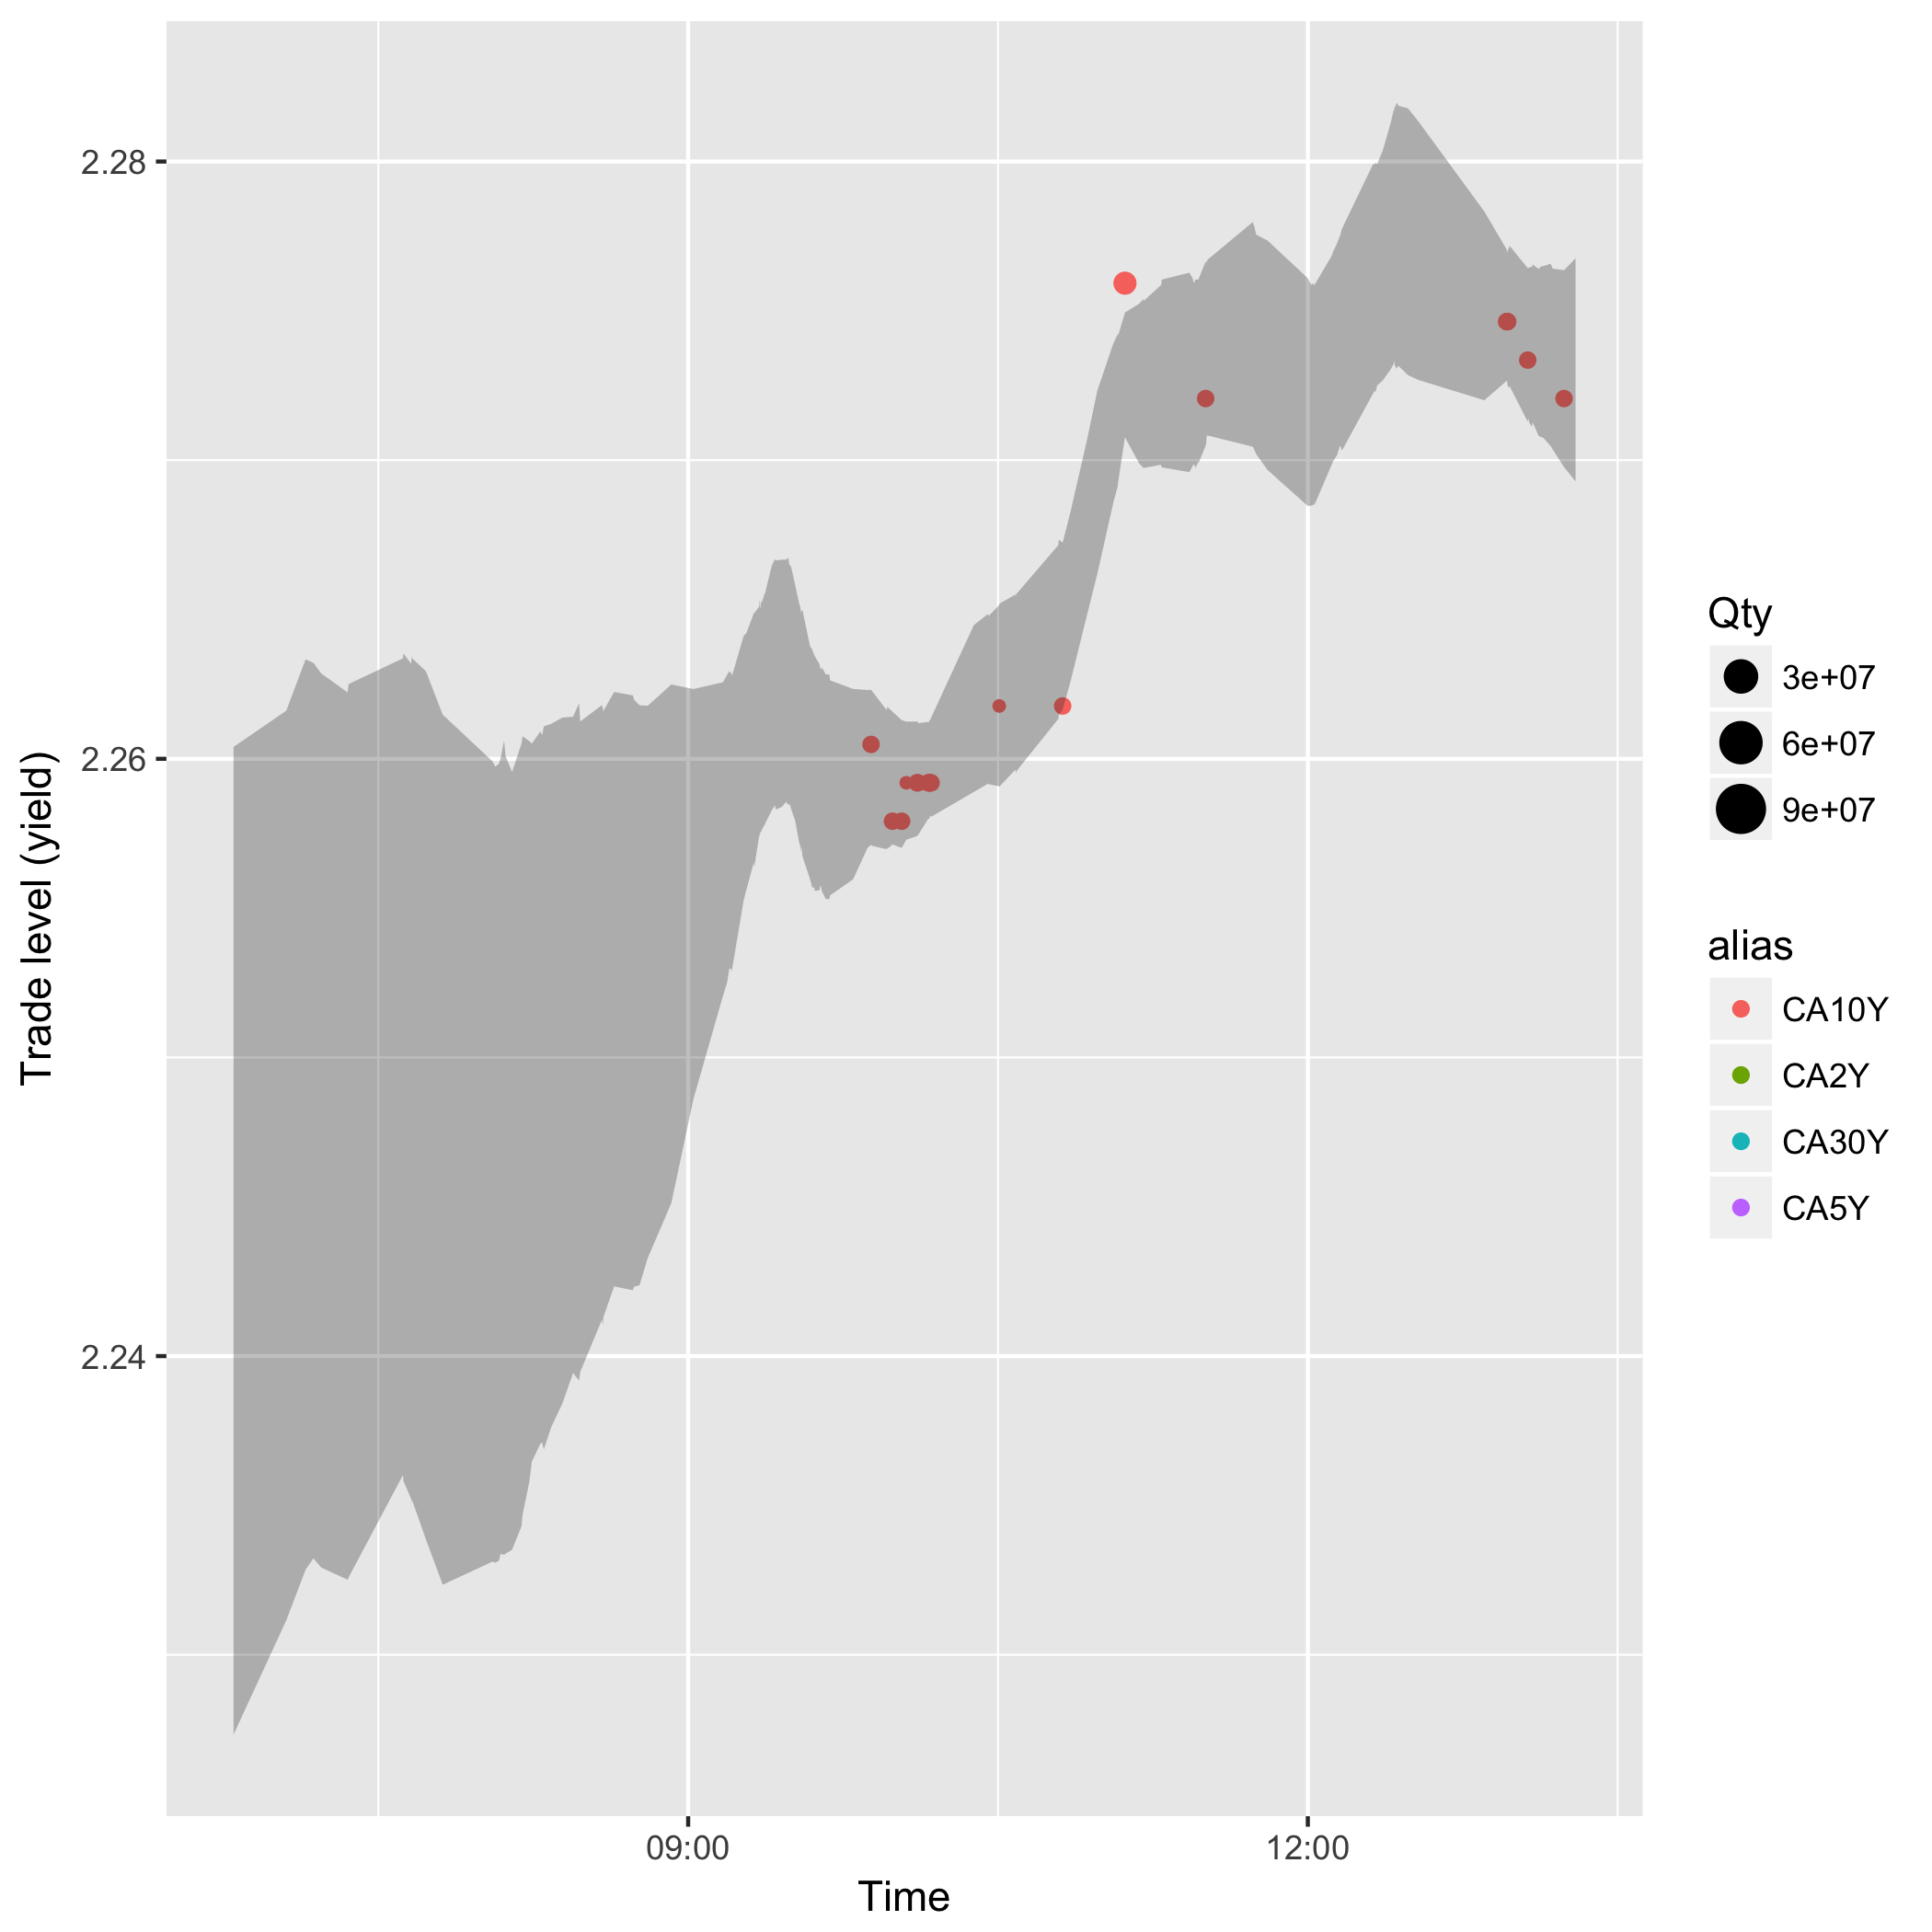 2.28
2.26
2.24
Trade level (yield)
09:00
12:00
Time
Qty
3e+07
6e+07
9e+07
alias
CA10Y
CA2Y
CA30Y
CA5Y